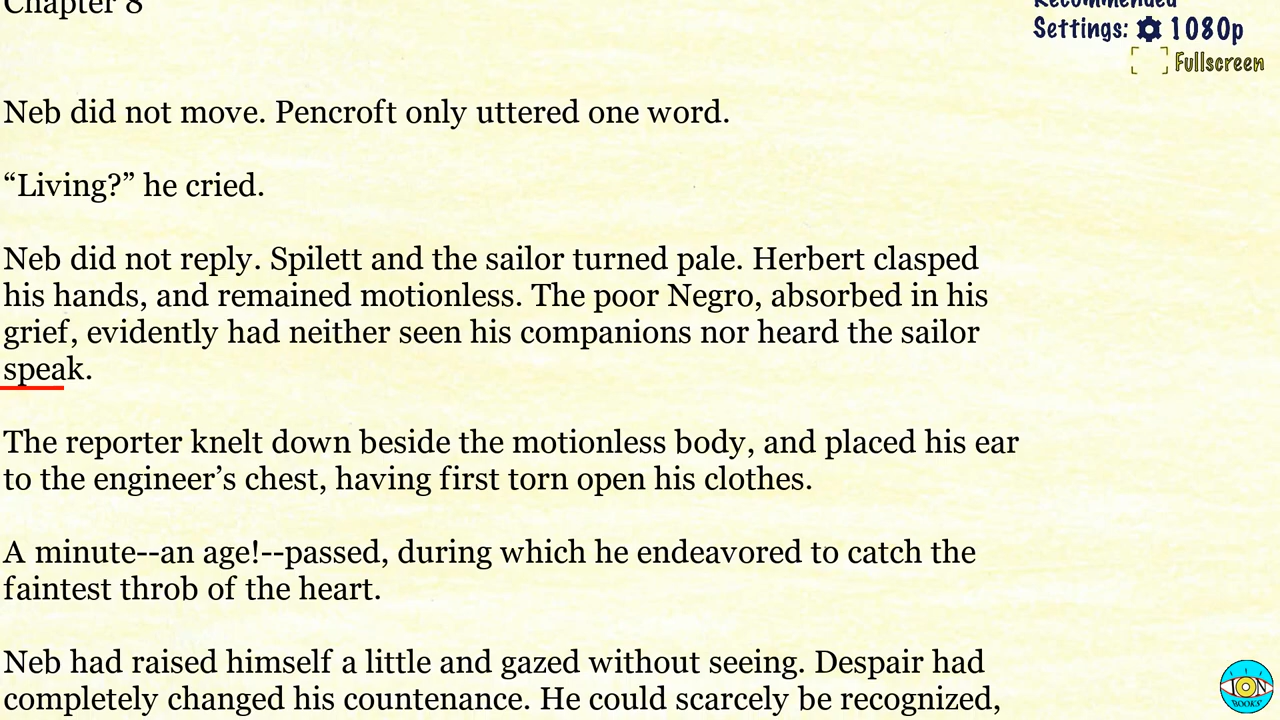 Chapter 8
Recommended
Settings: 1080p
Fullscreen
Neb did not move. Pencroft only uttered one word.
“Living?” he cried.
Neb did not reply. Spilett and the sailor turned pale. Herbert clasped
his hands, and remained motionless. The poor Negro, absorbed in his
grief, evidently had neither seen his companions nor heard the sailor
speak.
The reporter knelt down beside the motionless body, and placed his ear
to the engineer’s chest, having first torn open his clothes.
A minute--an age!--passed, during which he endeavored to catch the
faintest throb of the heart.
Neb had raised himself a little and gazed without seeing. Despair had
completely changed his countenance. He could scarcely be recognized,
ION
BOOKS